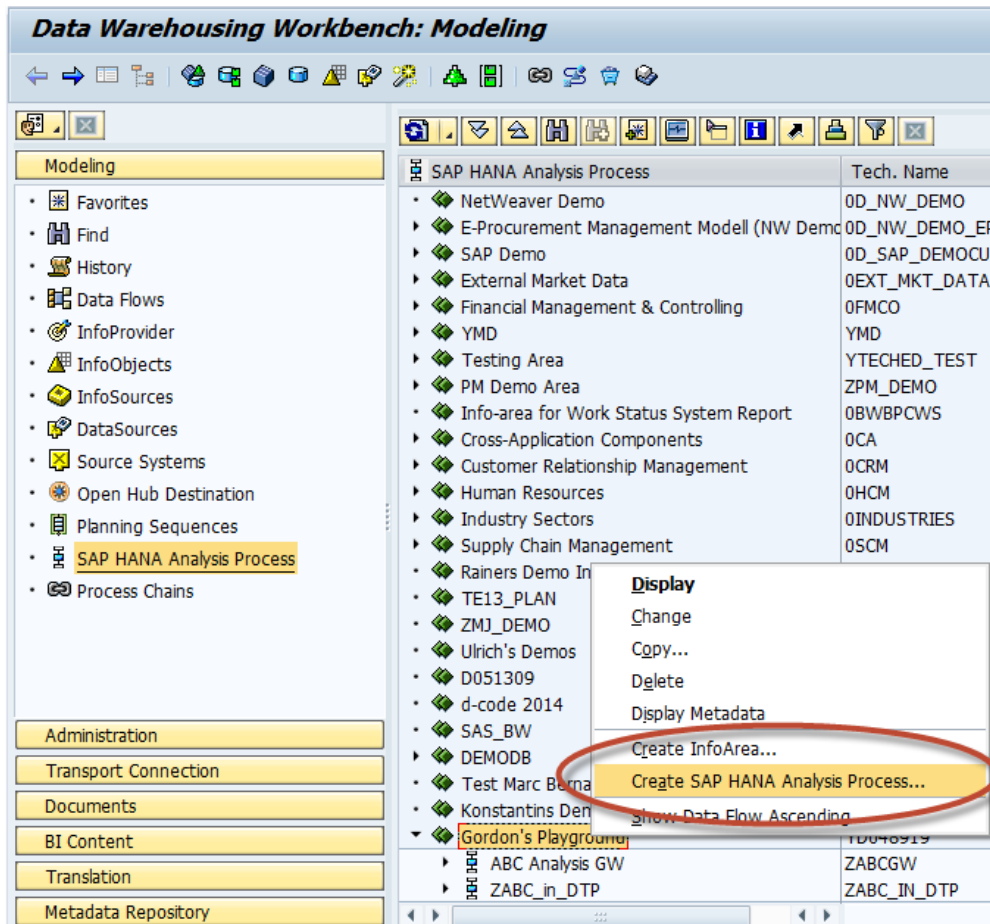 Data Warehousing Workbench: Modeling
Modeling
Favorites
Find
History
Data Flows
InfoProvider
InfoObjects
InfoSources
DataSources
Source Systems
Open Hub Destination
Planning Sequences
SAP HANA Analysis Process
Process Chains
Administration
Transport Connection
Documents
BI Content
Translation
Metadata Repository
SAP HANA Analysis Process Tech. Name
NetWeaver Demo 0D_NW_DEMO
E-Procurement Management Modell (NW Demo 0D_NW_DEMO_EP
SAP Demo 0D_SAP_DEMOCU
External Market Data 0EXT_MKT_DATA
Financial Management & Controlling 0FMCO
YMD YMD
Testing Area YTECHED_TEST
PM Demo Area ZPM_DEMO
Info-area for Work Status System Report 0BWBPCWS
Cross-Application Components 0CA
Customer Relationship Management 0CRM
Human Resources 0HCM
Industry Sectors 0INDUSTRIES
Supply Chain Management 0SCM
Rainers Demo In
TE13_PLAN
ZMJ_DEMO
Ulrich's Demos
D051309
d-code 2014
SAS_BW
DEMODB
Test Marc Berna
Konstantins Dem
Gordon's Playground
ABC Analysis GW ZABCGW
ZABC_in_DTP ZABC_IN_DTP
Display
Change
Copy...
Delete
Display Metadata
Create InfoArea...
Create SAP HANA Analysis Process...
Show Data Flow Ascending